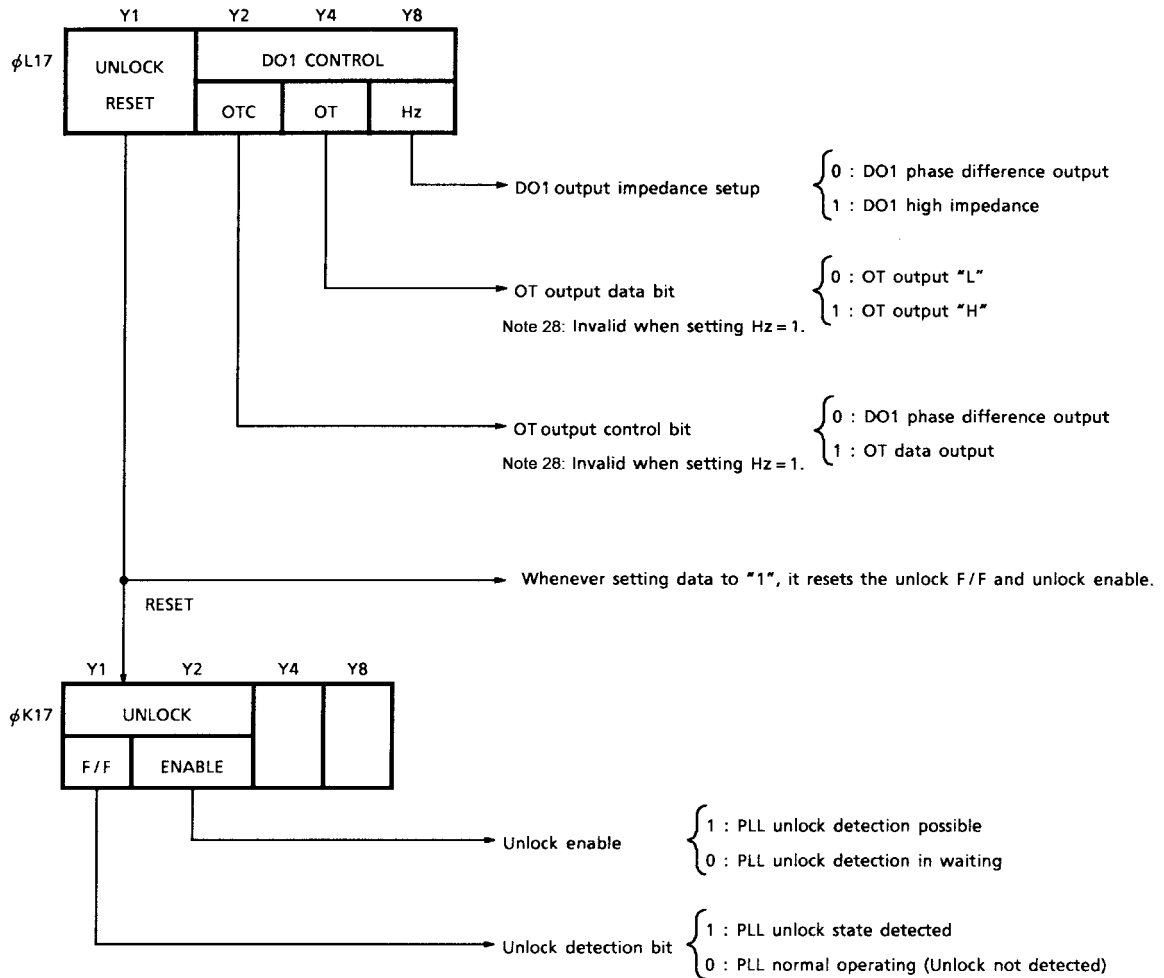 Y1 Y2 Y4 Y8
φL17
UNLOCK
RESET
DO1 CONTROL
OTC OT Hz
DO1 output impedance setup
0 : DO1 phase difference output
1 : DO1 high impedance
OT output data bit
Note 28: Invalid when setting Hz = 1.
0 : OT output "L"
1 : OT output "H"
OT output control bit
Note 28: Invalid when setting Hz = 1.
0 : DO1 phase difference output
1 : OT data output
Whenever setting data to "1", it resets the unlock F/F and unlock enable.
RESET
Y1 Y2 Y4 Y8
φK17
UNLOCK
F/F ENABLE
Unlock enable
1 : PLL unlock detection possible
0 : PLL unlock detection in waiting
Unlock detection bit
1 : PLL unlock state detected
0 : PLL normal operating (Unlock not detected)